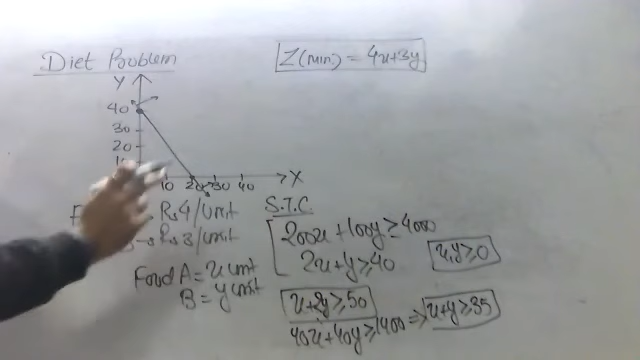 Diet Problem
Z(min) = 4x+3y
Y
40
30
20
10 20 30 40 X
Rs 4/unit
S.T.C
Rs 3/unit
200x + 100y ≥ 4000
2x + y ≥ 40
x,y ≥ 0
Food A = x unit
B = y unit
x+2y ≥ 50
40x+40y ≥ 1400 ⇒ x+y ≥ 35